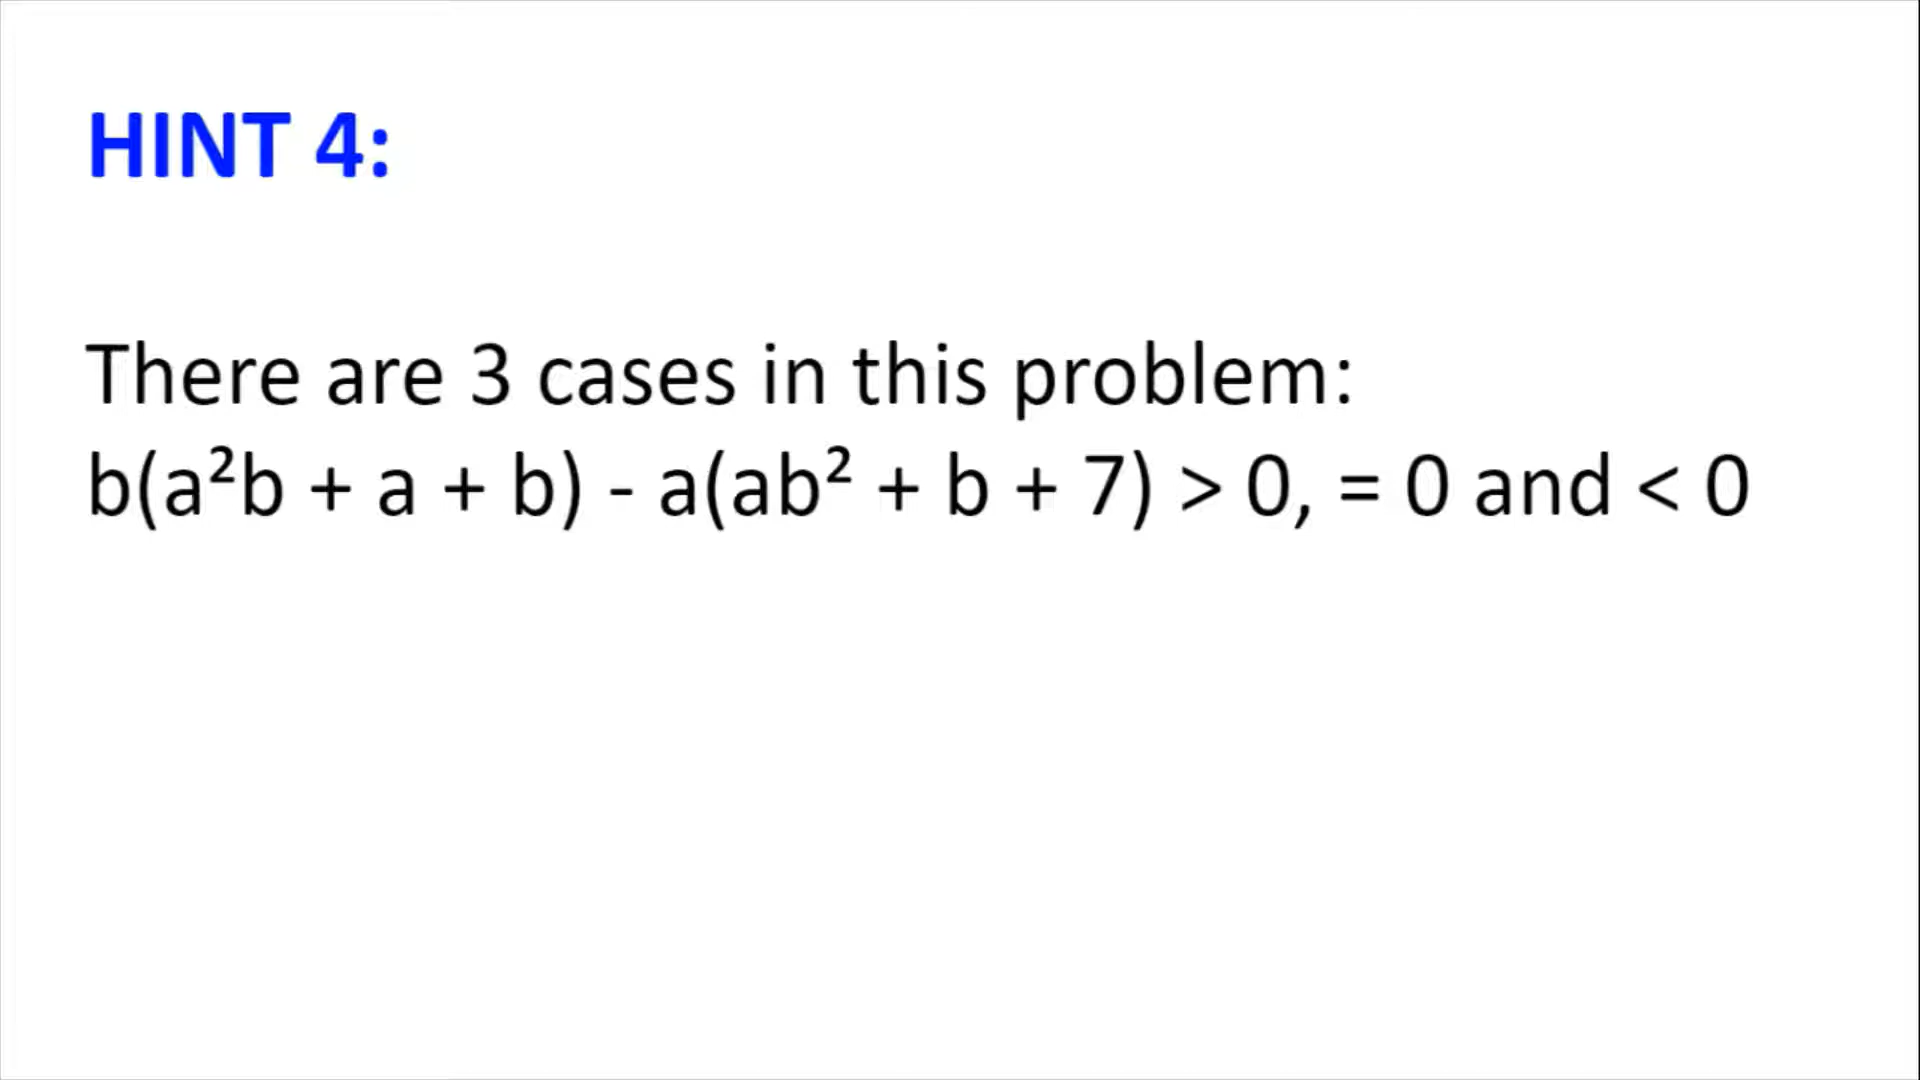 HINT 4:
There are 3 cases in this problem:
b(a²b + a + b) - a(ab² + b + 7) > 0, = 0 and < 0